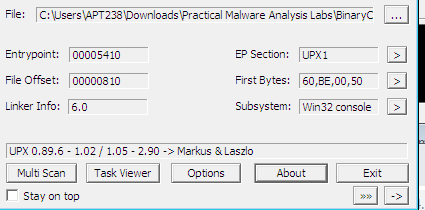 File: C:\Users\APT238\Downloads\Practical Malware Analysis Labs\BinaryC ...
Entrypoint: 00005410 EP Section: UPX1 >
File Offset: 00000810 First Bytes: 60,BE,00,50 >
Linker Info: 6.0 Subsystem: Win32 console >
UPX 0.89.6 - 1.02 / 1.05 - 2.90 -> Markus & Laszlo
Multi Scan Task Viewer Options About Exit
Stay on top »» ->